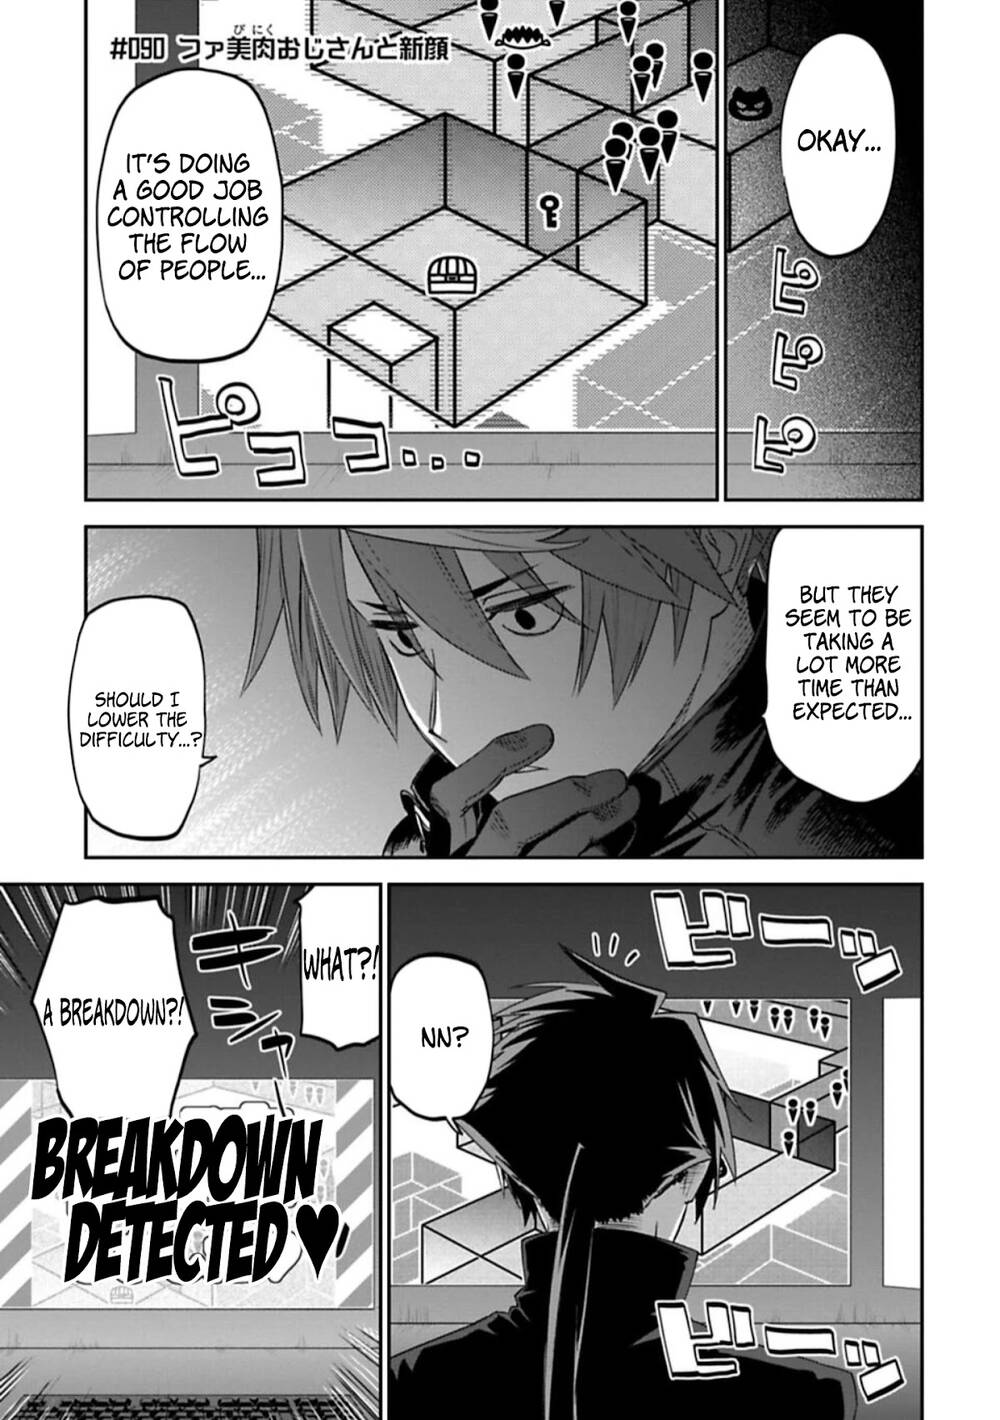 #090 ファ美肉おじさんと新顔
びにく
OKAY...
ピピピ
IT'S DOING
A GOOD JOB
CONTROLLING
THE FLOW
OF PEOPLE...
ピココ...
BUT THEY
SEEM TO BE
TAKING A
LOT MORE
TIME THAN
EXPECTED...
SHOULD I
LOWER THE
DIFFICULTY...?
ビーッ
NN?
ビーッ
WHAT?!
キシャー
A BREAKDOWN?!
BREAKDOWN
DETECTED♥